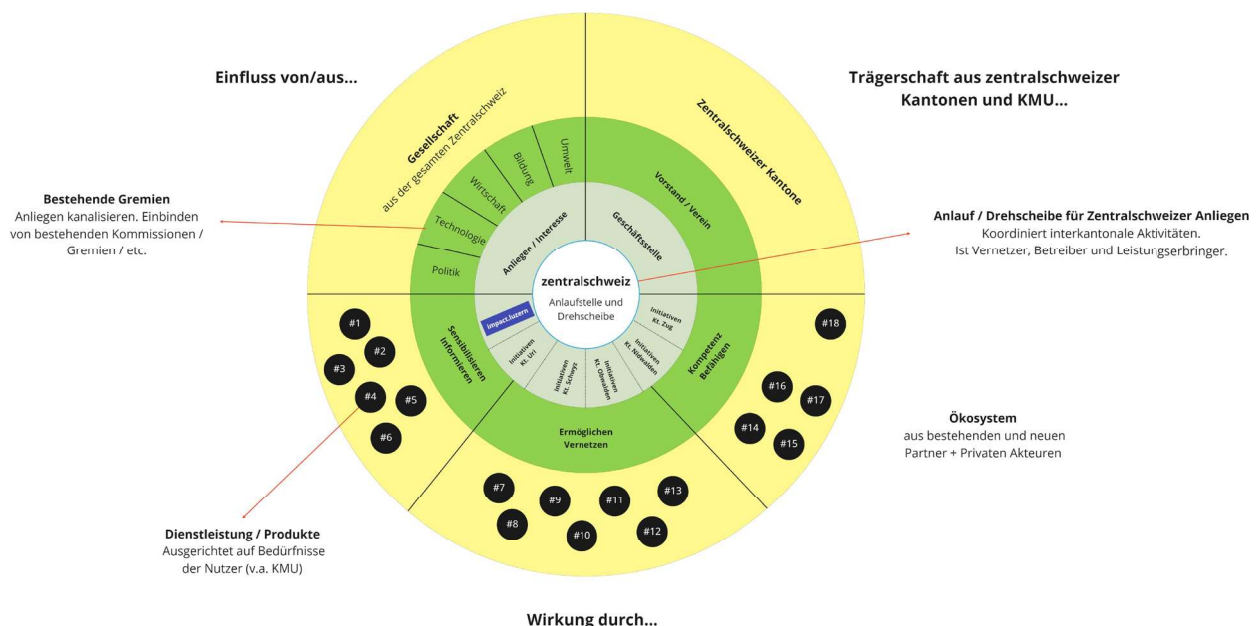 Einfluss von/aus...
Trägerschaft aus zentralschweizer
Kantonen und KMU...
Gesellschaft
aus der gesamten Zentralschweiz
Zentralschweizer Kantone
Politik
Technologie
Wirtschaft
Bildung
Umwelt
Vorstand / Verein
Anlieger / Interesse
Geschäftsstelle
Bestehende Gremien
Anliegen kanalisieren. Einbinden
von bestehenden Kommissionen /
Gremien / etc.
Anlauf / Drehscheibe für Zentralschweizer Anliegen
Koordiniert interkantonale Aktivitäten.
Ist Vernetzer, Betreiber und Leistungserbringer.
zentralschweiz
Anlaufstelle und
Drehscheibe
impact.luzern
Initiativen
Kt. Uri
Initiativen
Kt. Schwyz
Initiativen
Kt. Obwalden
Initiativen
Kt. Nidwalden
Initiativen
Kt. Zug
Sensibilisieren
Informieren
Ermöglichen
Vernetzen
Kompetenz
Befähigen
#1
#2
#3
#4
#5
#6
#7
#8
#9
#10
#11
#12
#13
#14
#15
#16
#17
#18
Ökosystem
aus bestehenden und neuen
Partner + Privaten Akteuren
Dienstleistung / Produkte
Ausgerichtet auf Bedürfnisse
der Nutzer (v.a. KMU)
Wirkung durch...